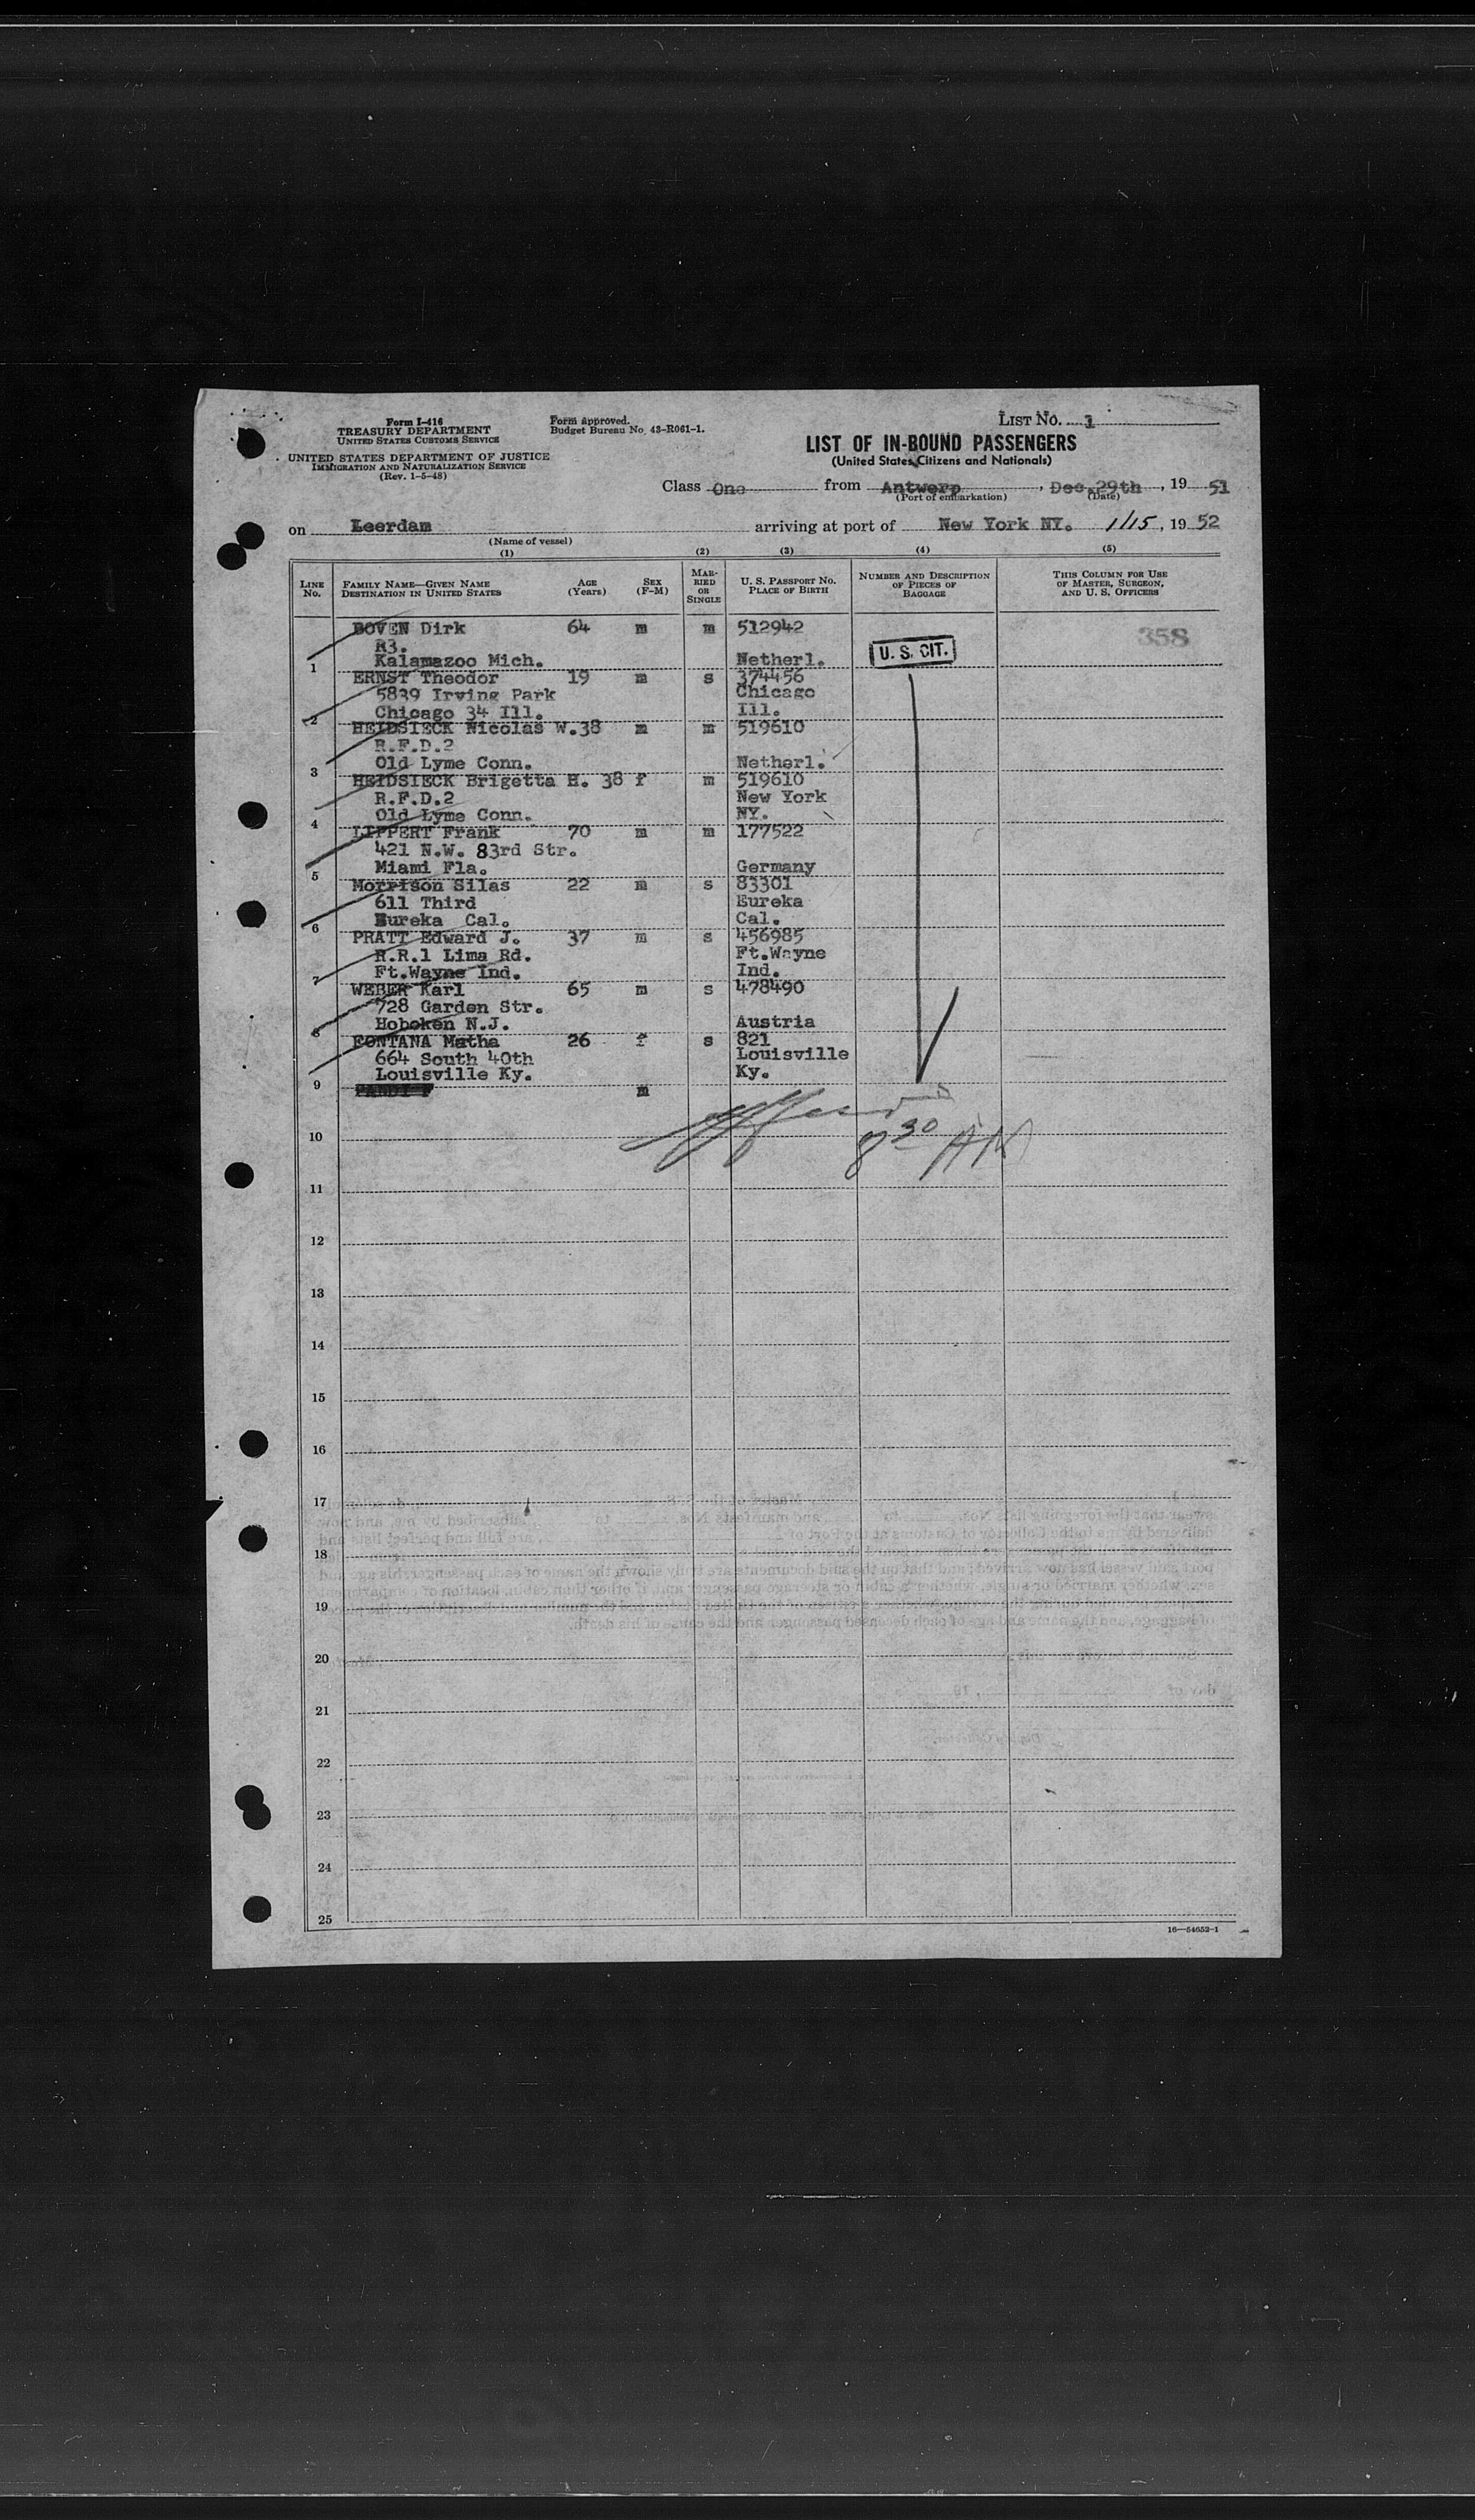 Form I-416
TREASURY DEPARTMENT
UNITED STATES CUSTOMS SERVICE
UNITED STATES DEPARTMENT OF JUSTICE
IMMIGRATION AND NATURALIZATION SERVICE
(Rev. 1-5-48)
Form approved.
Budget Bureau No. 43-R061-1.
LIST NO.
LIST OF IN-BOUND PASSENGERS
(United States Citizens and Nationals)
Class One from Antwerp, Dec. 29th, 19 51
(Port of embarkation) (Date)
on Leerdam arriving at port of New York NY. 1/15, 19 52
(Name of vessel)
(1) (2) (3) (4) (5)
LINE NO.
FAMILY NAME—GIVEN NAME
DESTINATION IN UNITED STATES
AGE
(Years)
SEX
(F-M)
MARRIED OR SINGLE
U. S. PASSPORT NO.
PLACE OF BIRTH
NUMBER AND DESCRIPTION
OF PIECES OF
BAGGAGE
THIS COLUMN FOR USE
OF MASTER, SURGEON,
AND U. S. OFFICERS
BOVEN Dirk 64 m m 512942 358
R3.
1 Kalamazoo Mich. Netherl. U. S. CIT.
ERNST Theodor 19 m s 374456
5839 Irving Park Chicago
2 Chicago 34 Ill. Ill.
HEIDSIECK Nicolas W. 38 m m 519610
R.F.D.2
3 Old Lyme Conn. Netherl.
HEIDSIECK Brigetta H. 38 f m 519610
R.F.D.2 New York
4 Old Lyme Conn. NY.
LIPPERT Frank 70 m m 177522
421 N.W. 83rd Str.
5 Miami Fla. Germany
Morrison Silas 22 m s 83301
611 Third Eureka
6 Eureka Cal. Cal.
PRATT Edward J. 37 m s 456985
R.R.1 Lima Rd. Ft.Wayne
7 Ft.Wayne Ind. Ind.
WEBER Karl 65 m s 478490
728 Garden Str.
8 Hoboken N.J. Austria
FONTANA Matha 26 f s 821
664 South 40th Louisville
9 Louisville Ky. Ky.
m
10 8 30 AM
11
12
13
14
15
16
17
18
19
20
21
22
23
24
25
16—54652-1